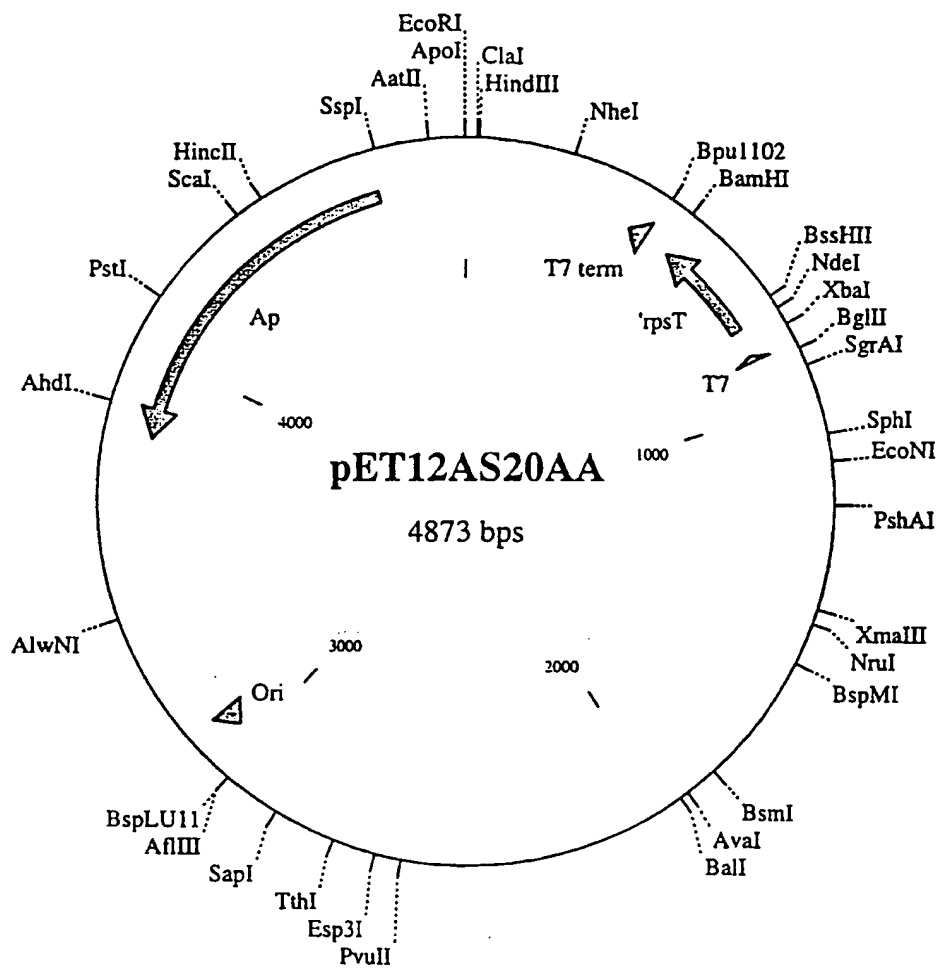 EcoRI
ApoI
ClaI
HindIII
AatII
SspI
NheI
HincII
ScaI
Bpu1102
BamHI
PstI
BssHII
NdeI
XbaI
BglII
SgrAI
T7 term
'rpsT
T7
Ap
AhdI
4000
1000
SphI
EcoNI
pET12AS20AA
4873 bps
PshAI
AlwNI
3000
2000
XmaIII
NruI
BspMI
Ori
BspLU11
AflIII
SapI
TthI
Esp3I
PvuII
BsmI
AvaI
BalI